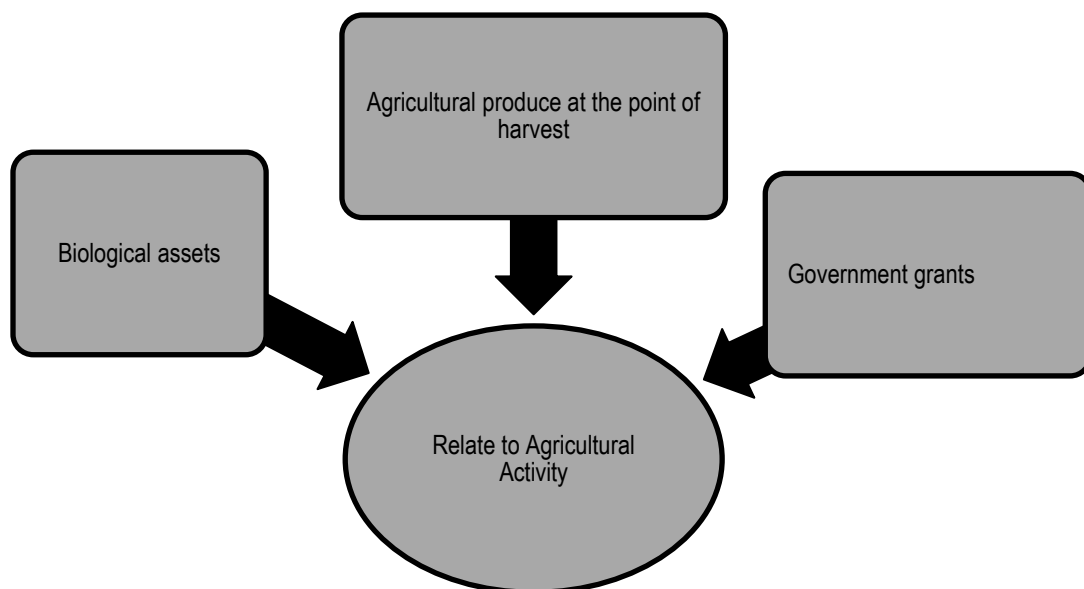 Agricultural produce at the point of
harvest
Biological assets
Government grants
Relate to Agricultural
Activity